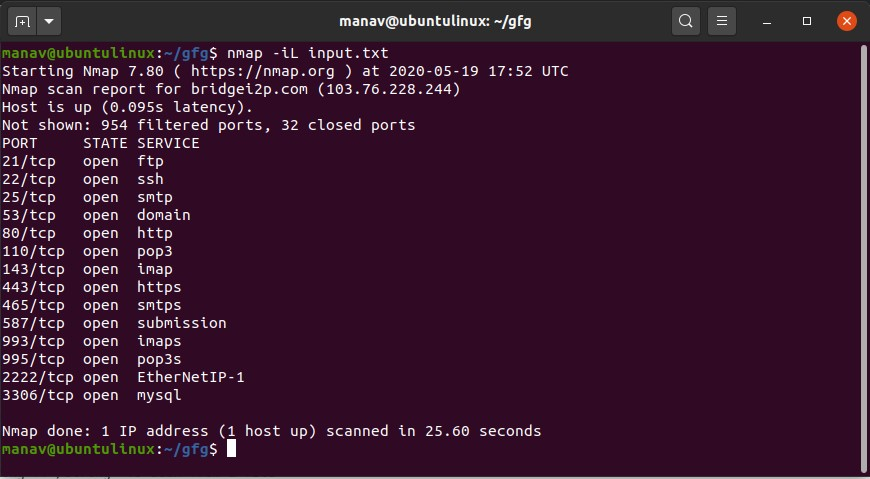 manav@ubuntulinux: ~/gfg
manav@ubuntulinux:~/gfg$ nmap -iL input.txt
Starting Nmap 7.80 ( https://nmap.org ) at 2020-05-19 17:52 UTC
Nmap scan report for bridgei2p.com (103.76.228.244)
Host is up (0.095s latency).
Not shown: 954 filtered ports, 32 closed ports
PORT     STATE SERVICE
21/tcp   open  ftp
22/tcp   open  ssh
25/tcp   open  smtp
53/tcp   open  domain
80/tcp   open  http
110/tcp  open  pop3
143/tcp  open  imap
443/tcp  open  https
465/tcp  open  smtps
587/tcp  open  submission
993/tcp  open  imaps
995/tcp  open  pop3s
2222/tcp open  EtherNetIP-1
3306/tcp open  mysql
Nmap done: 1 IP address (1 host up) scanned in 25.60 seconds
manav@ubuntulinux:~/gfg$